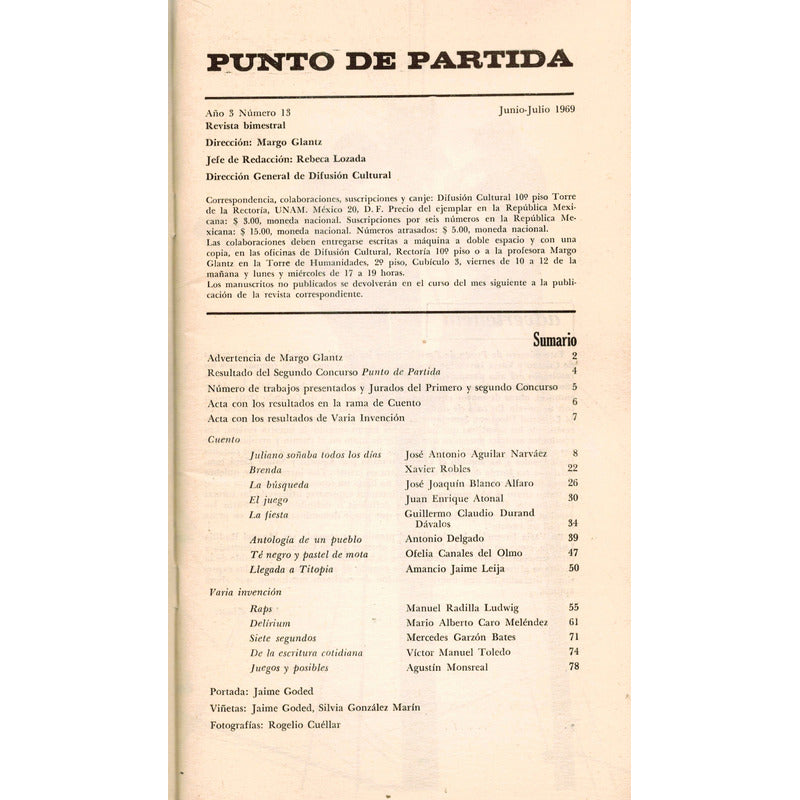 PUNTO DE PARTIDA
Año 3 Número 13 Junio-Julio 1969
Revista bimestral
Dirección: Margo Glantz
Jefe de Redacción: Rebeca Lozada
Dirección General de Difusión Cultural
Correspondencia, colaboraciones, suscripciones y canje: Difusión Cultural 10º piso Torre
de la Rectoría, UNAM. México 20, D. F. Precio del ejemplar en la República Mexi-
cana: $ 3.00, moneda nacional. Suscripciones por seis números en la República Me-
xicana: $ 15.00, moneda nacional. Números atrasados: $ 5.00, moneda nacional.
Las colaboraciones deben entregarse escritas a máquina a doble espacio y con una
copia, en las oficinas de Difusión Cultural, Rectoría 10º piso o a la profesora Margo
Glantz en la Torre de Humanidades, 2º piso, Cubículo 3, viernes de 10 a 12 de la
mañana y lunes y miércoles de 17 a 19 horas.
Los manuscritos no publicados se devolverán en el curso del mes siguiente a la publi-
cación de la revista correspondiente.
Sumario
Advertencia de Margo Glantz 2
Resultado del Segundo Concurso Punto de Partida 4
Número de trabajos presentados y Jurados del Primero y segundo Concurso 5
Acta con los resultados en la rama de Cuento 6
Acta con los resultados de Varia Invención 7
Cuento
Juliano soñaba todos los días José Antonio Aguilar Narváez 8
Brenda Xavier Robles 22
La búsqueda José Joaquín Blanco Alfaro 26
El juego Juan Enrique Atonal 30
La fiesta Guillermo Claudio Durand
Dávalos 34
Antología de un pueblo Antonio Delgado 39
Té negro y pastel de mota Ofelia Canales del Olmo 47
Llegada a Titopia Amancio Jaime Leija 50
Varia invención
Raps Manuel Radilla Ludwig 55
Delirium Mario Alberto Caro Meléndez 61
Siete segundos Mercedes Garzón Bates 71
De la escritura cotidiana Víctor Manuel Toledo 74
Juegos y posibles Agustín Monsreal 78
Portada: Jaime Goded
Viñetas: Jaime Goded, Silvia González Marín
Fotografías: Rogelio Cuéllar